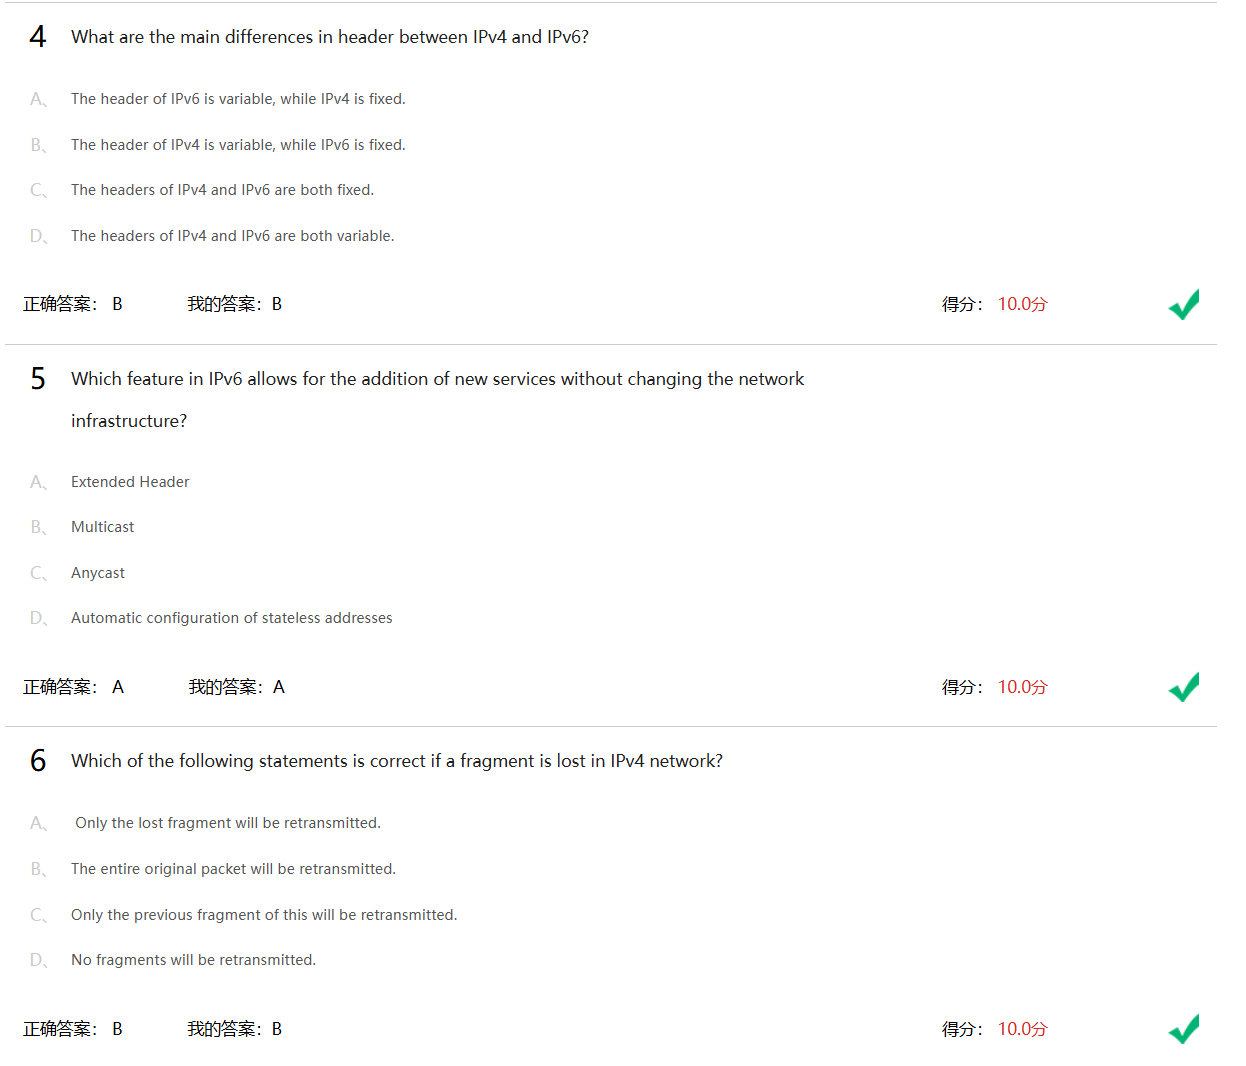 4 What are the main differences in header between IPv4 and IPv6?
A、 The header of IPv6 is variable, while IPv4 is fixed.
B、 The header of IPv4 is variable, while IPv6 is fixed.
C、 The headers of IPv4 and IPv6 are both fixed.
D、 The headers of IPv4 and IPv6 are both variable.
正确答案： B 我的答案：B 得分： 10.0分
5 Which feature in IPv6 allows for the addition of new services without changing the network
infrastructure?
A、 Extended Header
B、 Multicast
C、 Anycast
D、 Automatic configuration of stateless addresses
正确答案： A 我的答案：A 得分： 10.0分
6 Which of the following statements is correct if a fragment is lost in IPv4 network?
A、 Only the lost fragment will be retransmitted.
B、 The entire original packet will be retransmitted.
C、 Only the previous fragment of this will be retransmitted.
D、 No fragments will be retransmitted.
正确答案： B 我的答案：B 得分： 10.0分